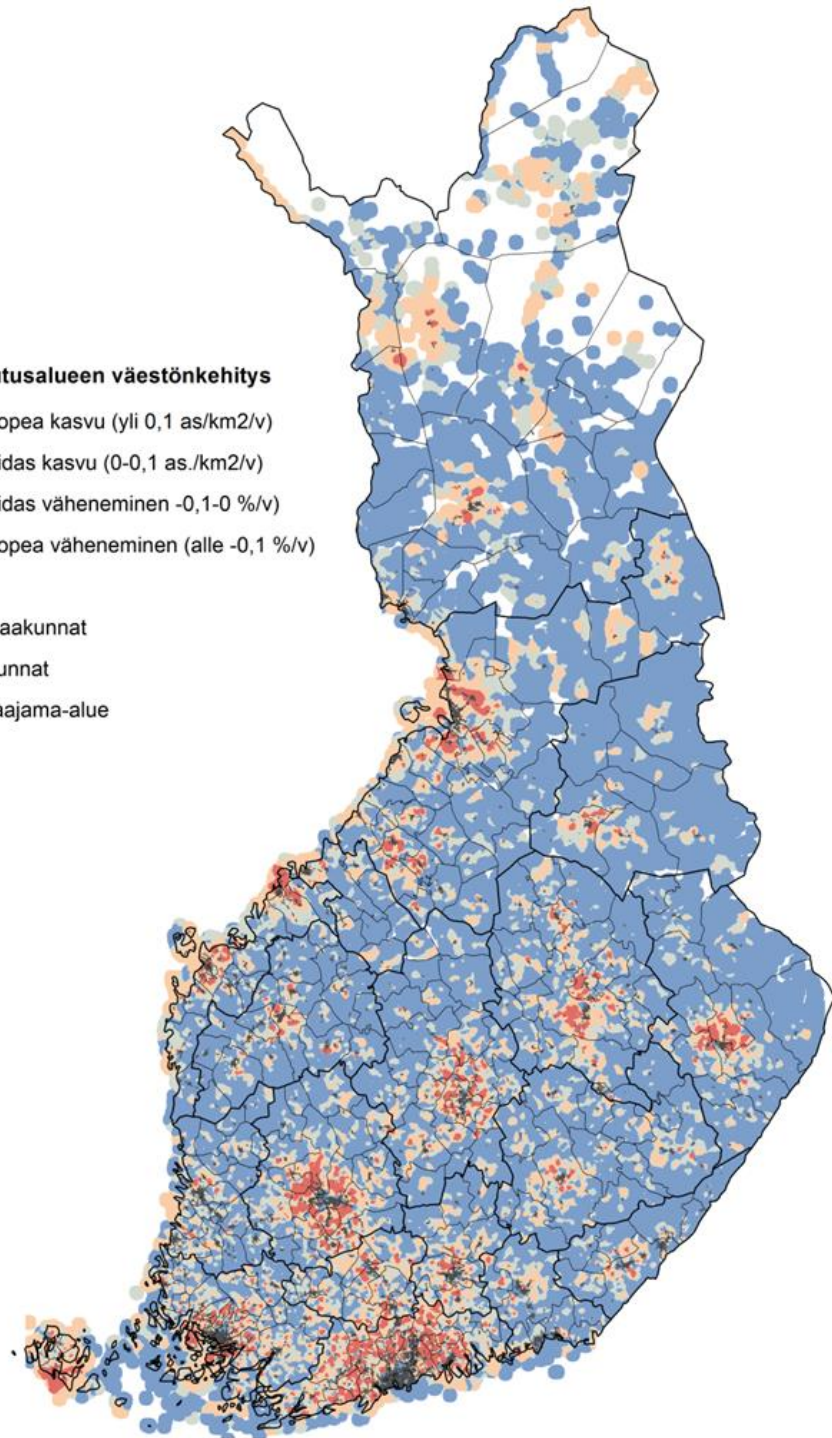 utusalueen väestönkehitys
opea kasvu (yli 0,1 as/km2/v)
idas kasvu (0-0,1 as./km2/v)
idas väheneminen -0,1-0 %/v)
opea väheneminen (alle -0,1 %/v)
aakunnat
unnat
aajama-alue